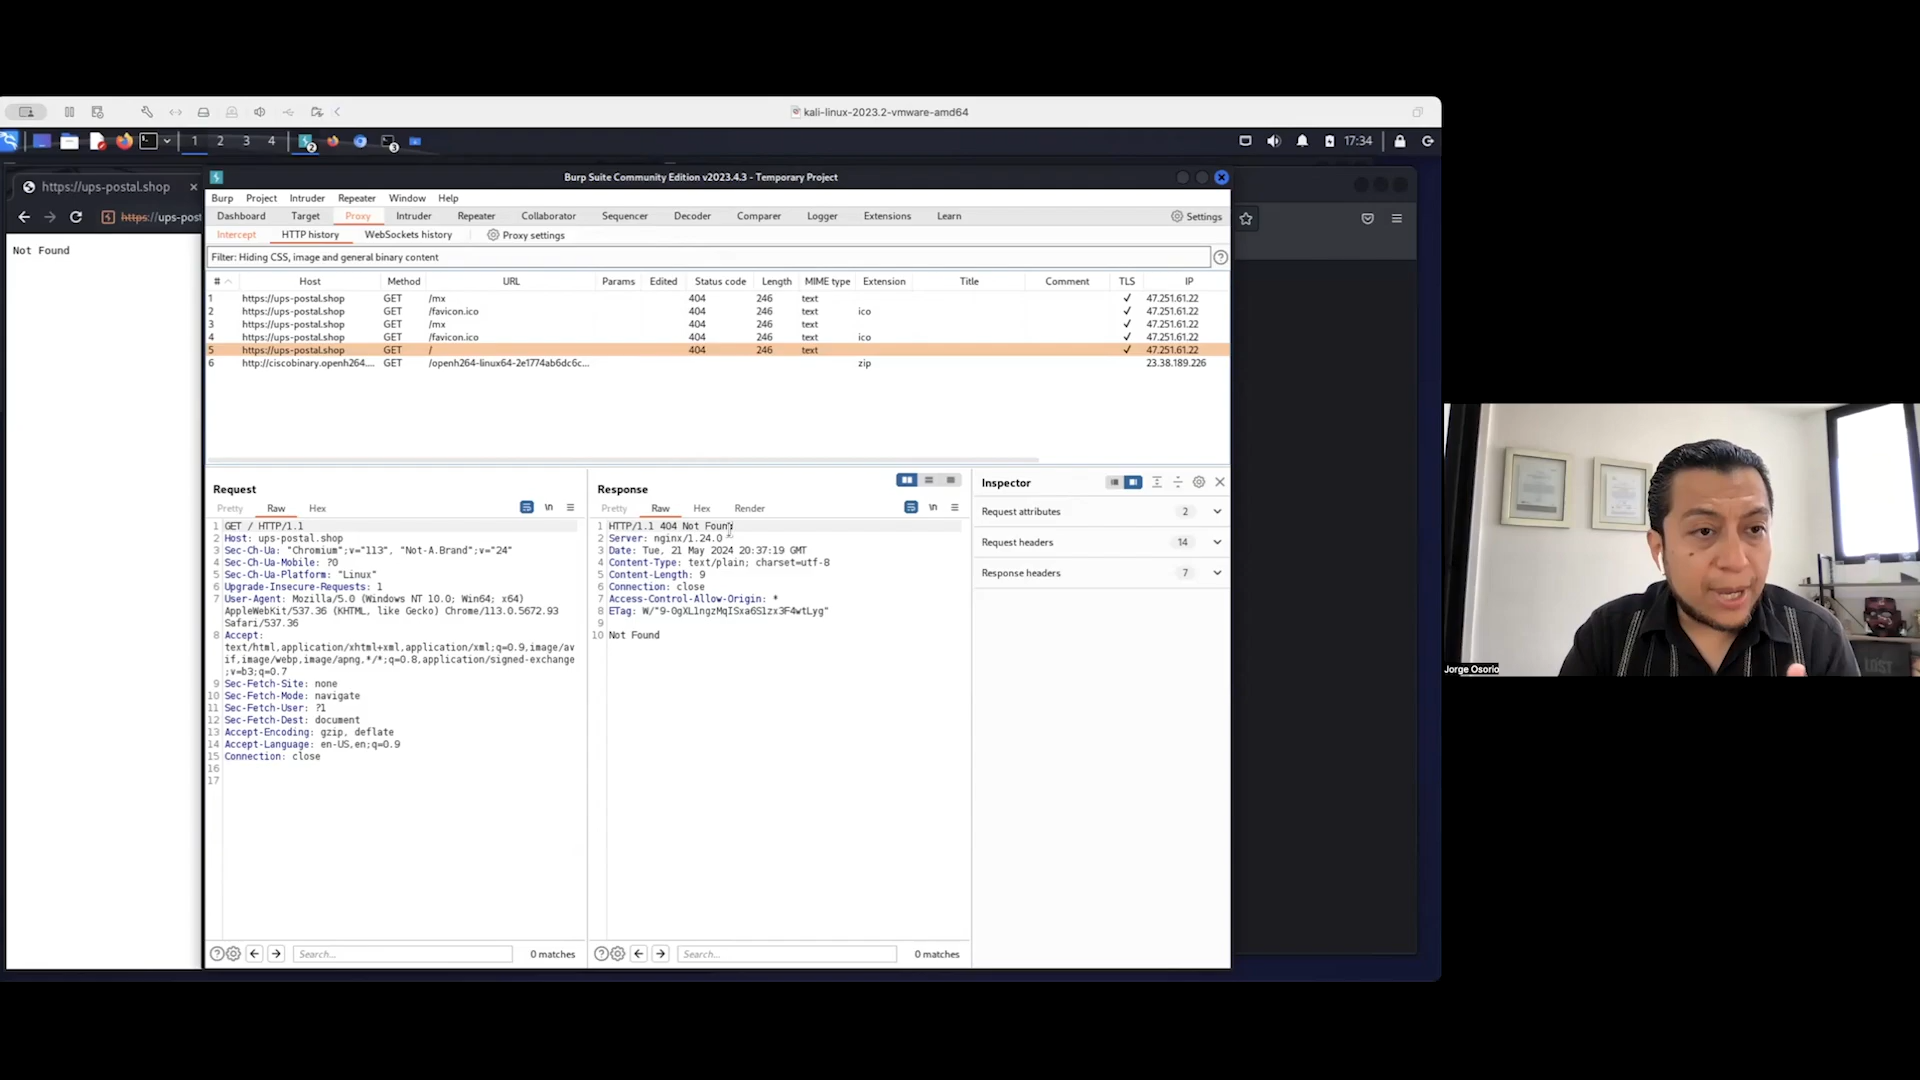 kali-linux-2023.2-vmware-amd64
1 2 3 4 2 3 17:34
https://ups-postal.shop
Burp Suite Community Edition v2023.4.3 - Temporary Project
Burp Project Intruder Repeater Window Help
https://ups-post
Dashboard Target Proxy Intruder Repeater Collaborator Sequencer Decoder Comparer Logger Extensions Learn Settings
Intercept HTTP history WebSockets history Proxy settings
Not Found
Filter: Hiding CSS, image and general binary content
# Host Method URL Params Edited Status code Length MIME type Extension Title Comment TLS IP
1 https://ups-postal.shop GET /mx 404 246 text ✓ 47.251.61.22
2 https://ups-postal.shop GET /favicon.ico 404 246 text ico ✓ 47.251.61.22
3 https://ups-postal.shop GET /mx 404 246 text ✓ 47.251.61.22
4 https://ups-postal.shop GET /favicon.ico 404 246 text ico ✓ 47.251.61.22
5 https://ups-postal.shop GET / 404 246 text ✓ 47.251.61.22
6 http://ciscobinary.openh264.... GET /openh264-linux64-2e1774ab6dc6c... zip 23.38.189.226
Request
Pretty Raw Hex \n
1 GET / HTTP/1.1
2 Host: ups-postal.shop
3 Sec-Ch-Ua: "Chromium";v="113", "Not-A.Brand";v="24"
4 Sec-Ch-Ua-Mobile: ?0
5 Sec-Ch-Ua-Platform: "Linux"
6 Upgrade-Insecure-Requests: 1
7 User-Agent: Mozilla/5.0 (Windows NT 10.0; Win64; x64)
AppleWebKit/537.36 (KHTML, like Gecko) Chrome/113.0.5672.93
Safari/537.36
8 Accept:
text/html,application/xhtml+xml,application/xml;q=0.9,image/av
if,image/webp,image/apng,*/*;q=0.8,application/signed-exchange
;v=b3;q=0.7
9 Sec-Fetch-Site: none
10 Sec-Fetch-Mode: navigate
11 Sec-Fetch-User: ?1
12 Sec-Fetch-Dest: document
13 Accept-Encoding: gzip, deflate
14 Accept-Language: en-US,en;q=0.9
15 Connection: close
16
17
Search... 0 matches
Response
Pretty Raw Hex Render \n
1 HTTP/1.1 404 Not Found
2 Server: nginx/1.24.0
3 Date: Tue, 21 May 2024 20:37:19 GMT
4 Content-Type: text/plain; charset=utf-8
5 Content-Length: 9
6 Connection: close
7 Access-Control-Allow-Origin: *
8 ETag: W/"9-0gXL1ngzMqISxa6S1zx3F4wtLyg"
9
10 Not Found
Search... 0 matches
Inspector
Request attributes 2
Request headers 14
Response headers 7
LOST
Jorge Osorio